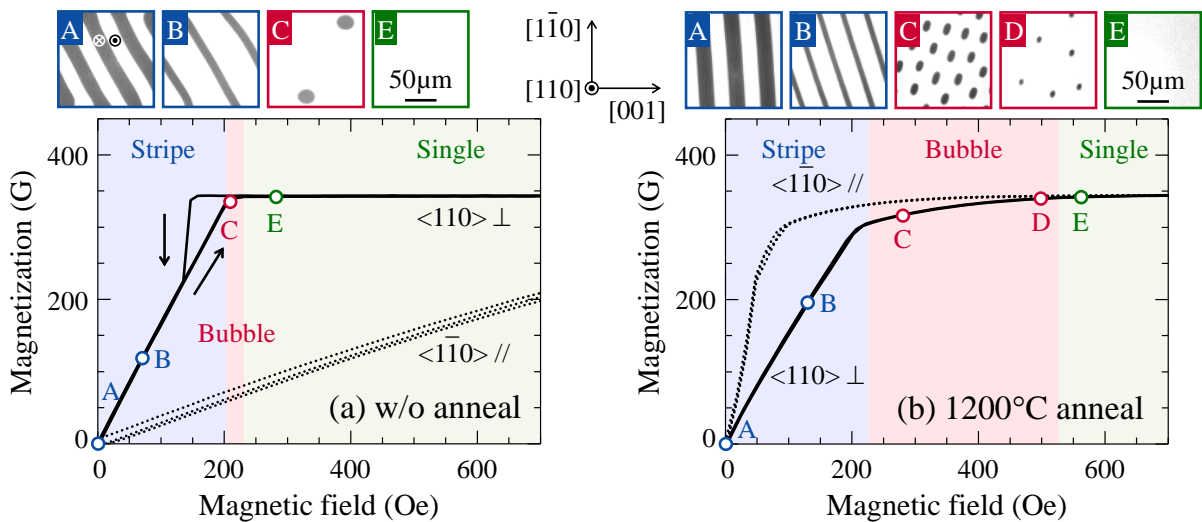 A B C E
50μm
[11̅0]
[110]
[001]
A B C D E
50μm
Magnetization (G)
400
200
0
Stripe
Single
C
E
<110> ⊥
Bubble
B
A
<11̅0> //
(a) w/o anneal
0 200 400 600
Magnetic field (Oe)
Magnetization (G)
400
200
0
Stripe
Bubble
Single
<11̅0> //
C
D
E
B
<110> ⊥
A
(b) 1200°C anneal
0 200 400 600
Magnetic field (Oe)